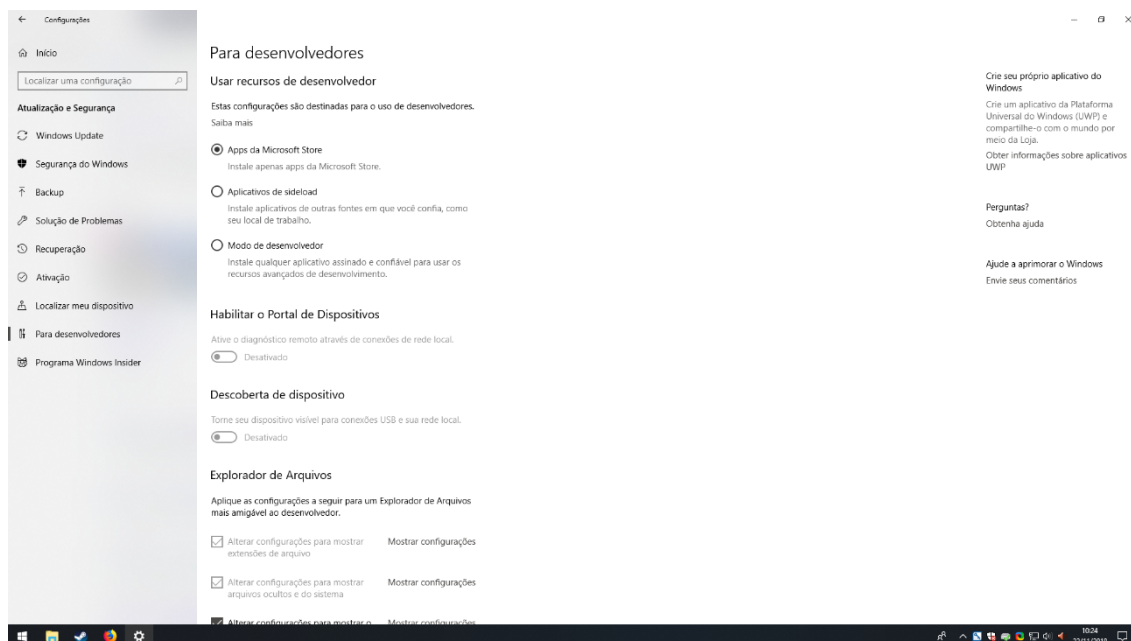 Configurações
Início
Localizar uma configuração
Atualização e Segurança
Windows Update
Segurança do Windows
Backup
Solução de Problemas
Recuperação
Ativação
Localizar meu dispositivo
Para desenvolvedores
Programa Windows Insider
Para desenvolvedores
Usar recursos de desenvolvedor
Estas configurações são destinadas para o uso de desenvolvedores.
Saiba mais
Apps da Microsoft Store
Instale apenas apps da Microsoft Store.
Aplicativos de sideload
Instale aplicativos de outras fontes em que você confia, como
seu local de trabalho.
Modo de desenvolvedor
Instale qualquer aplicativo assinado e confiável para usar os
recursos avançados de desenvolvimento.
Habilitar o Portal de Dispositivos
Ative o diagnóstico remoto através de conexões de rede local.
Desativado
Descoberta de dispositivo
Torne seu dispositivo visível para conexões USB e sua rede local.
Desativado
Explorador de Arquivos
Aplique as configurações a seguir para um Explorador de Arquivos
mais amigável ao desenvolvedor.
Alterar configurações para mostrar Mostrar configurações
extensões de arquivo
Alterar configurações para mostrar Mostrar configurações
arquivos ocultos e do sistema
Alterar configurações para mostrar o Mostrar configurações
Crie seu próprio aplicativo do
Windows
Crie um aplicativo da Plataforma
Universal do Windows (UWP) e
compartilhe-o com o mundo por
meio da Loja.
Obter informações sobre aplicativos
UWP
Perguntas?
Obtenha ajuda
Ajude a aprimorar o Windows
Envie seus comentários
10:24